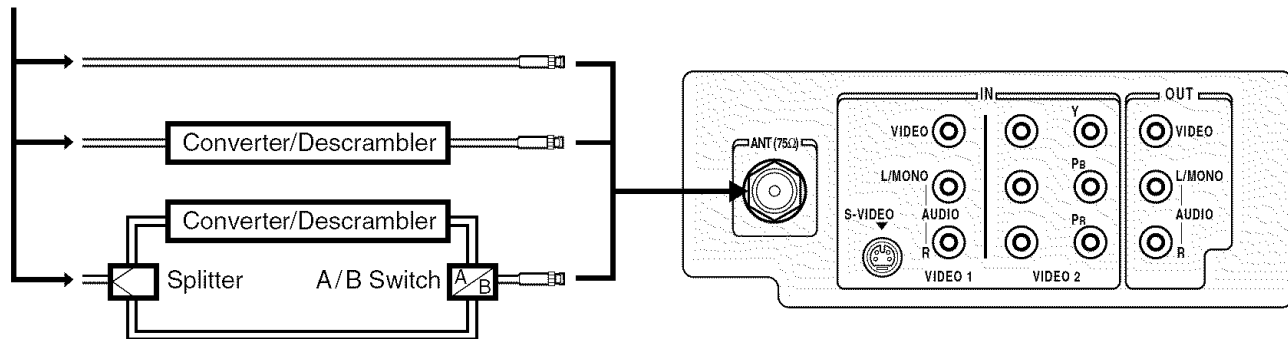 Converter/Descrambler
Converter/Descrambler
Splitter
A/B Switch
A
B
ANT (75Ω)
IN
VIDEO
L/MONO
AUDIO
R
S-VIDEO
VIDEO 1
Y
PB
PR
VIDEO 2
OUT
VIDEO
L/MONO
AUDIO
R